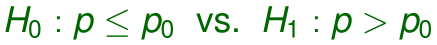 H₀ : p ≤ p₀ vs. H₁ : p > p₀